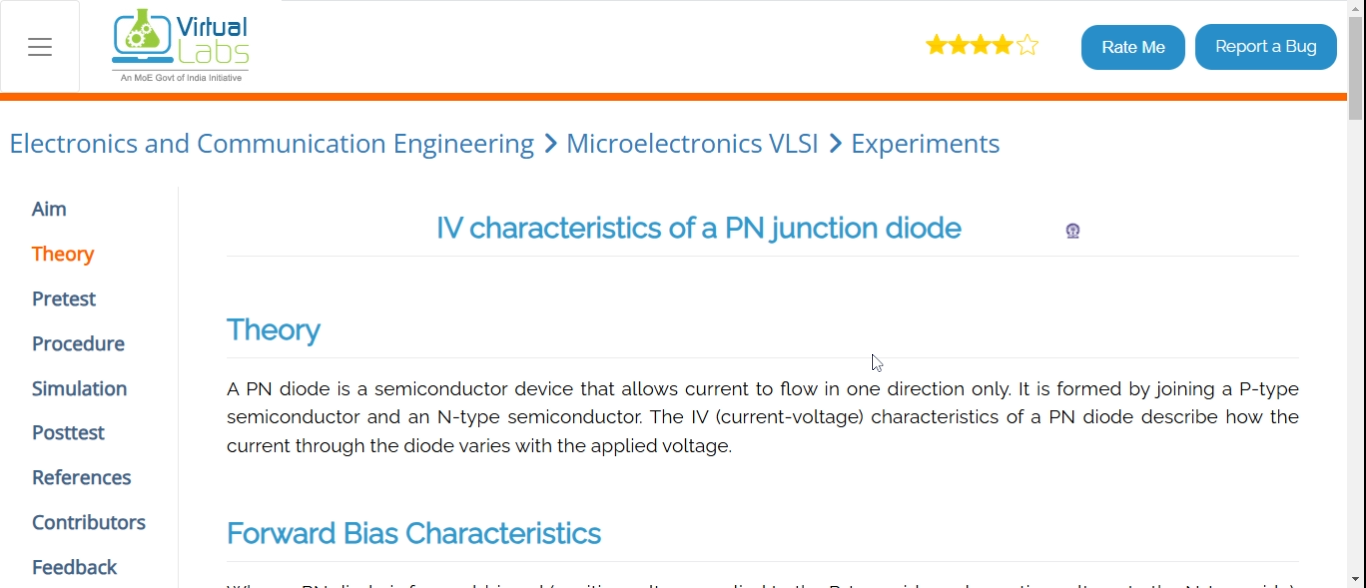 Virtual
Labs
An MoE Govt of India Initiative
Rate Me
Report a Bug
Electronics and Communication Engineering > Microelectronics VLSI > Experiments
Aim
Theory
Pretest
Procedure
Simulation
Posttest
References
Contributors
Feedback
IV characteristics of a PN junction diode
Theory
A PN diode is a semiconductor device that allows current to flow in one direction only. It is formed by joining a P-type
semiconductor and an N-type semiconductor. The IV (current-voltage) characteristics of a PN diode describe how the
current through the diode varies with the applied voltage.
Forward Bias Characteristics